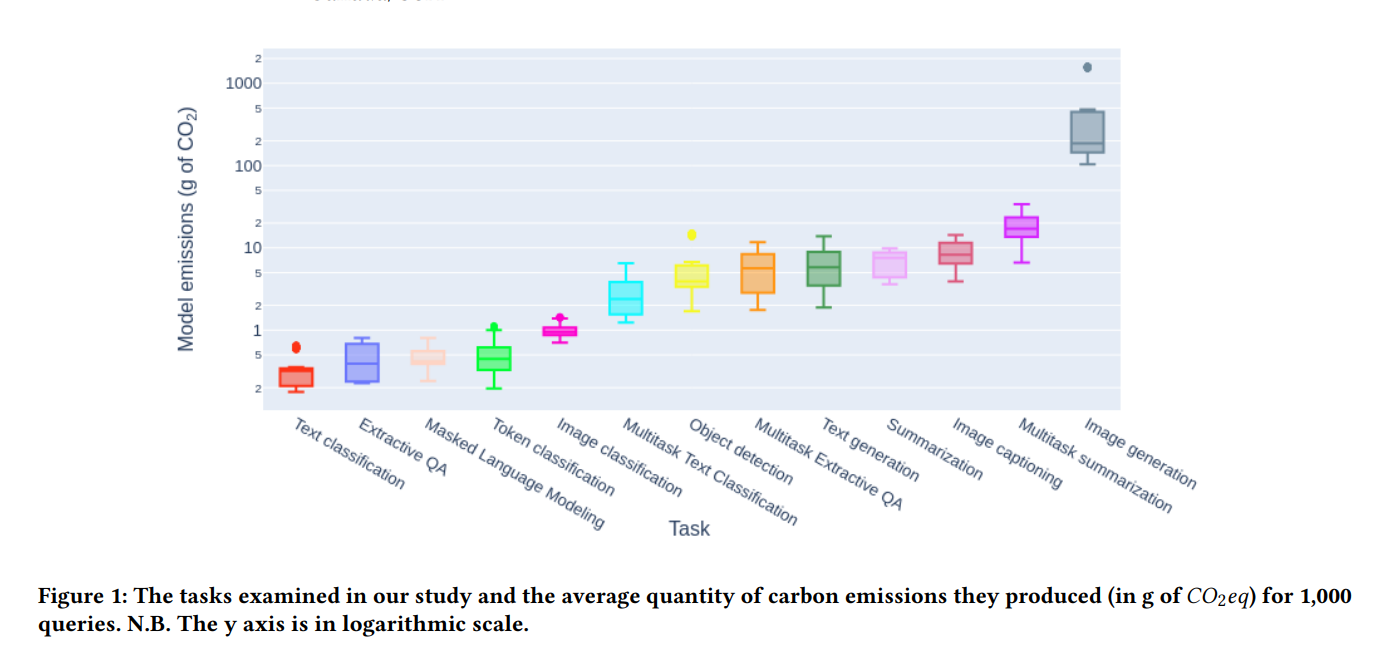 2
1000
5
2
100
5
2
10
5
2
1
5
2
Model emissions (g of CO₂)
Text classification
Extractive QA
Masked Language Modeling
Token classification
Image classification
Multitask Text Classification
Object detection
Multitask Extractive QA
Text generation
Summarization
Image captioning
Multitask summarization
Image generation
Task
Figure 1: The tasks examined in our study and the average quantity of carbon emissions they produced (in g of CO₂eq) for 1,000
queries. N.B. The y axis is in logarithmic scale.